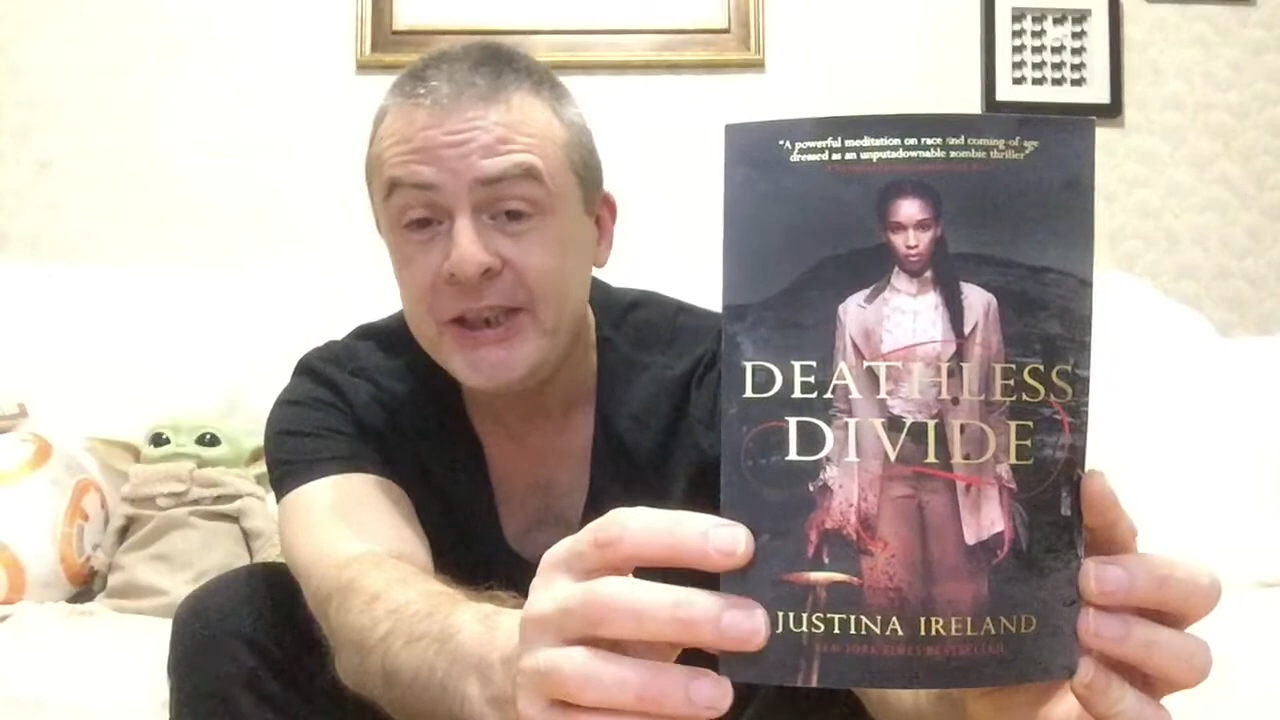 "A powerful meditation on race and coming-of-age
dressed as an unputadownable zombie thriller"
DEATHLESS
DIVIDE
JUSTINA IRELAND
NEW YORK TIMES BESTSELLER